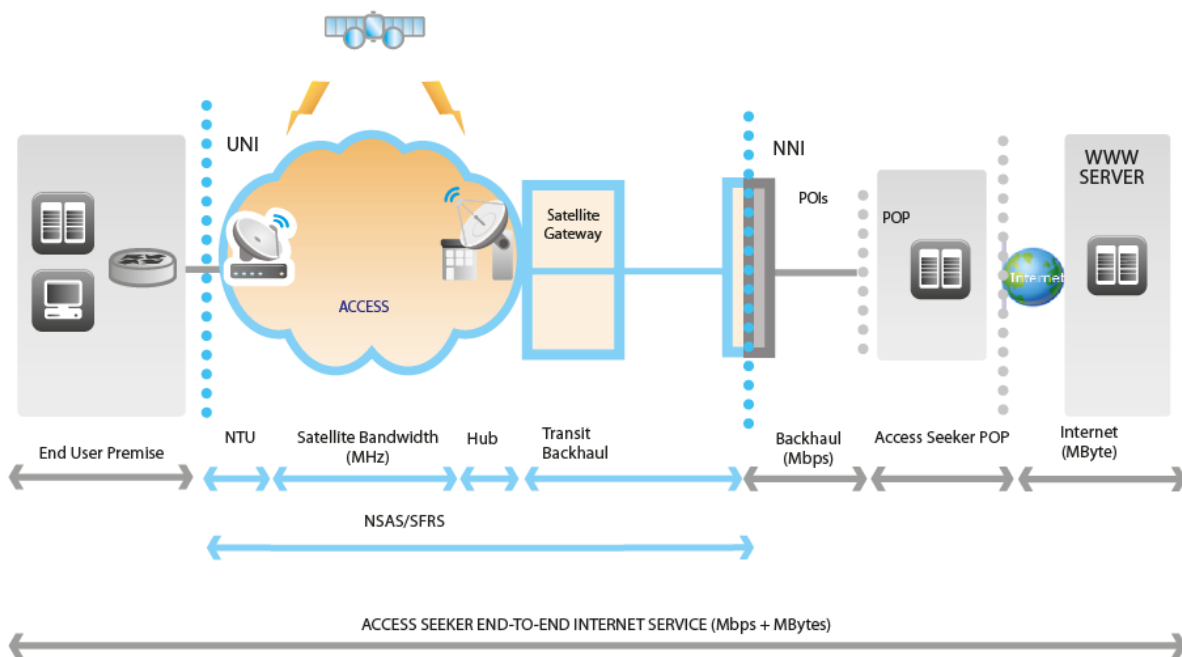 UNI
NNI
WWW
SERVER
POIs
POP
Satellite
Gateway
Internet
ACCESS
End User Premise
NTU
Satellite Bandwidth
(MHz)
Hub
Transit
Backhaul
Backhaul
(Mbps)
Access Seeker POP
Internet
(MByte)
NSAS/SFRS
ACCESS SEEKER END-TO-END INTERNET SERVICE (Mbps + MBytes)